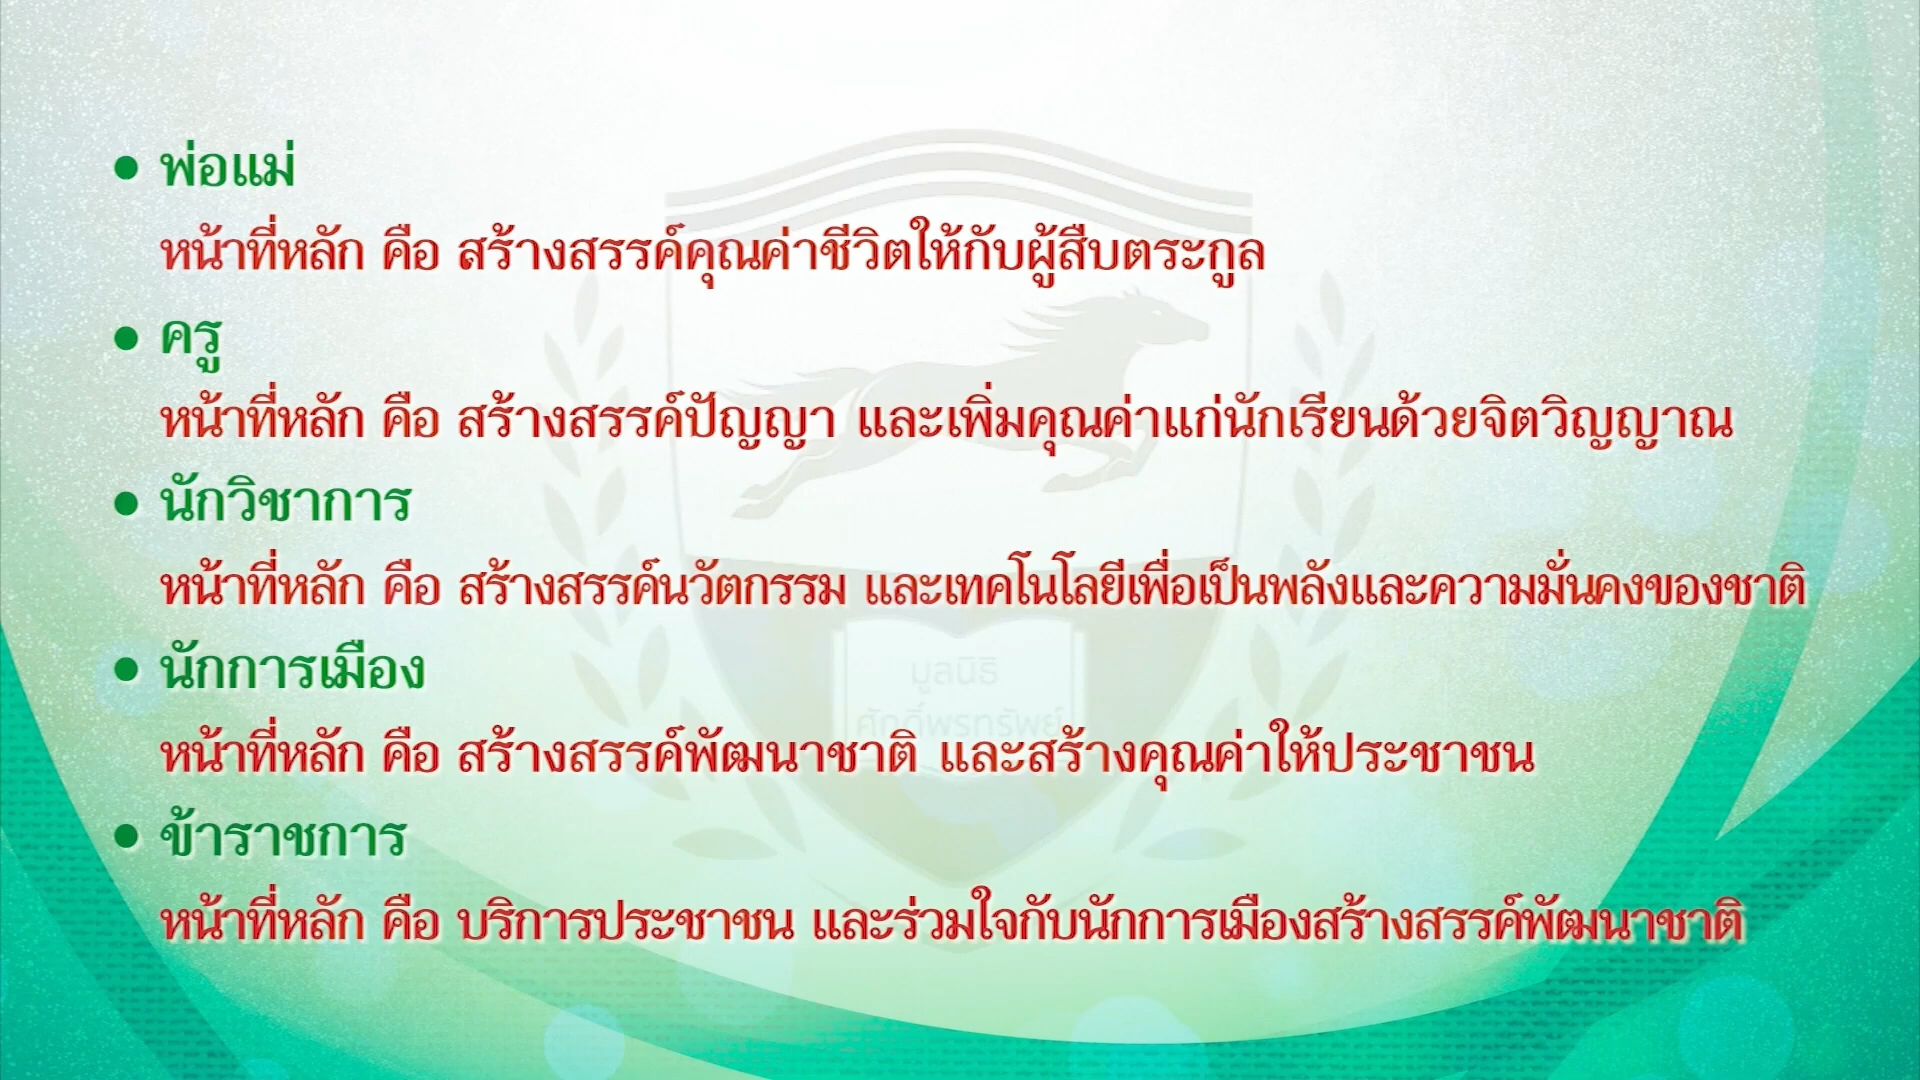 • พ่อแม่
หน้าที่หลัก คือ สร้างสรรค์คุณค่าชีวิตให้กับผู้สืบตระกูล
• ครู
หน้าที่หลัก คือ สร้างสรรค์ปัญญา และเพิ่มคุณค่าแก่นักเรียนด้วยจิตวิญญาณ
• นักวิชาการ
หน้าที่หลัก คือ สร้างสรรค์นวัตกรรม และเทคโนโลยีเพื่อเป็นพลังและความมั่นคงของชาติ
• นักการเมือง
มูลนิธิ
ศักดิ์พรทรัพย์
หน้าที่หลัก คือ สร้างสรรค์พัฒนาชาติ และสร้างคุณค่าให้ประชาชน
• ข้าราชการ
หน้าที่หลัก คือ บริการประชาชน และร่วมใจกับนักการเมืองสร้างสรรค์พัฒนาชาติ